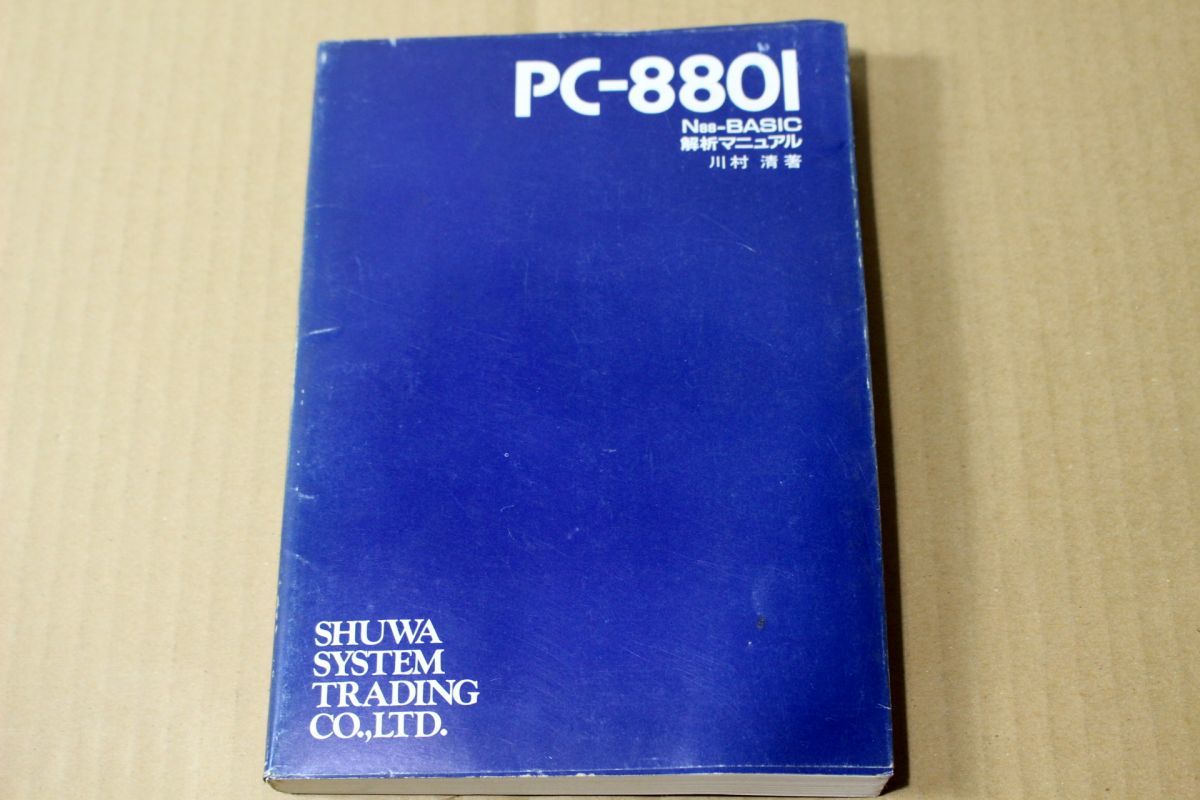 PC-8801
N88-BASIC
解析マニュアル
川村 清著
SHUWA
SYSTEM
TRADING
CO.,LTD.